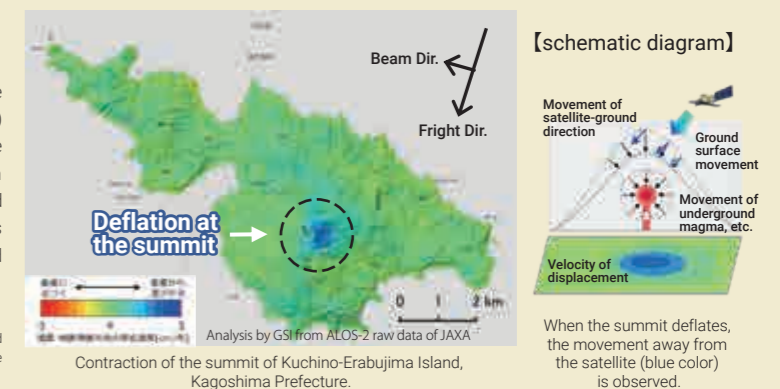 Beam Dir.
Fright Dir.
Deflation at
the summit
0 1 2 km
Analysis by GSI from ALOS-2 raw data of JAXA
Contraction of the summit of Kuchino-Erabujima Island,
Kagoshima Prefecture.
【schematic diagram】
Movement of
satellite-ground
direction
Ground
surface
movement
Movement of
underground
magma, etc.
Velocity of
displacement
When the summit deflates,
the movement away from
the satellite (blue color)
is observed.